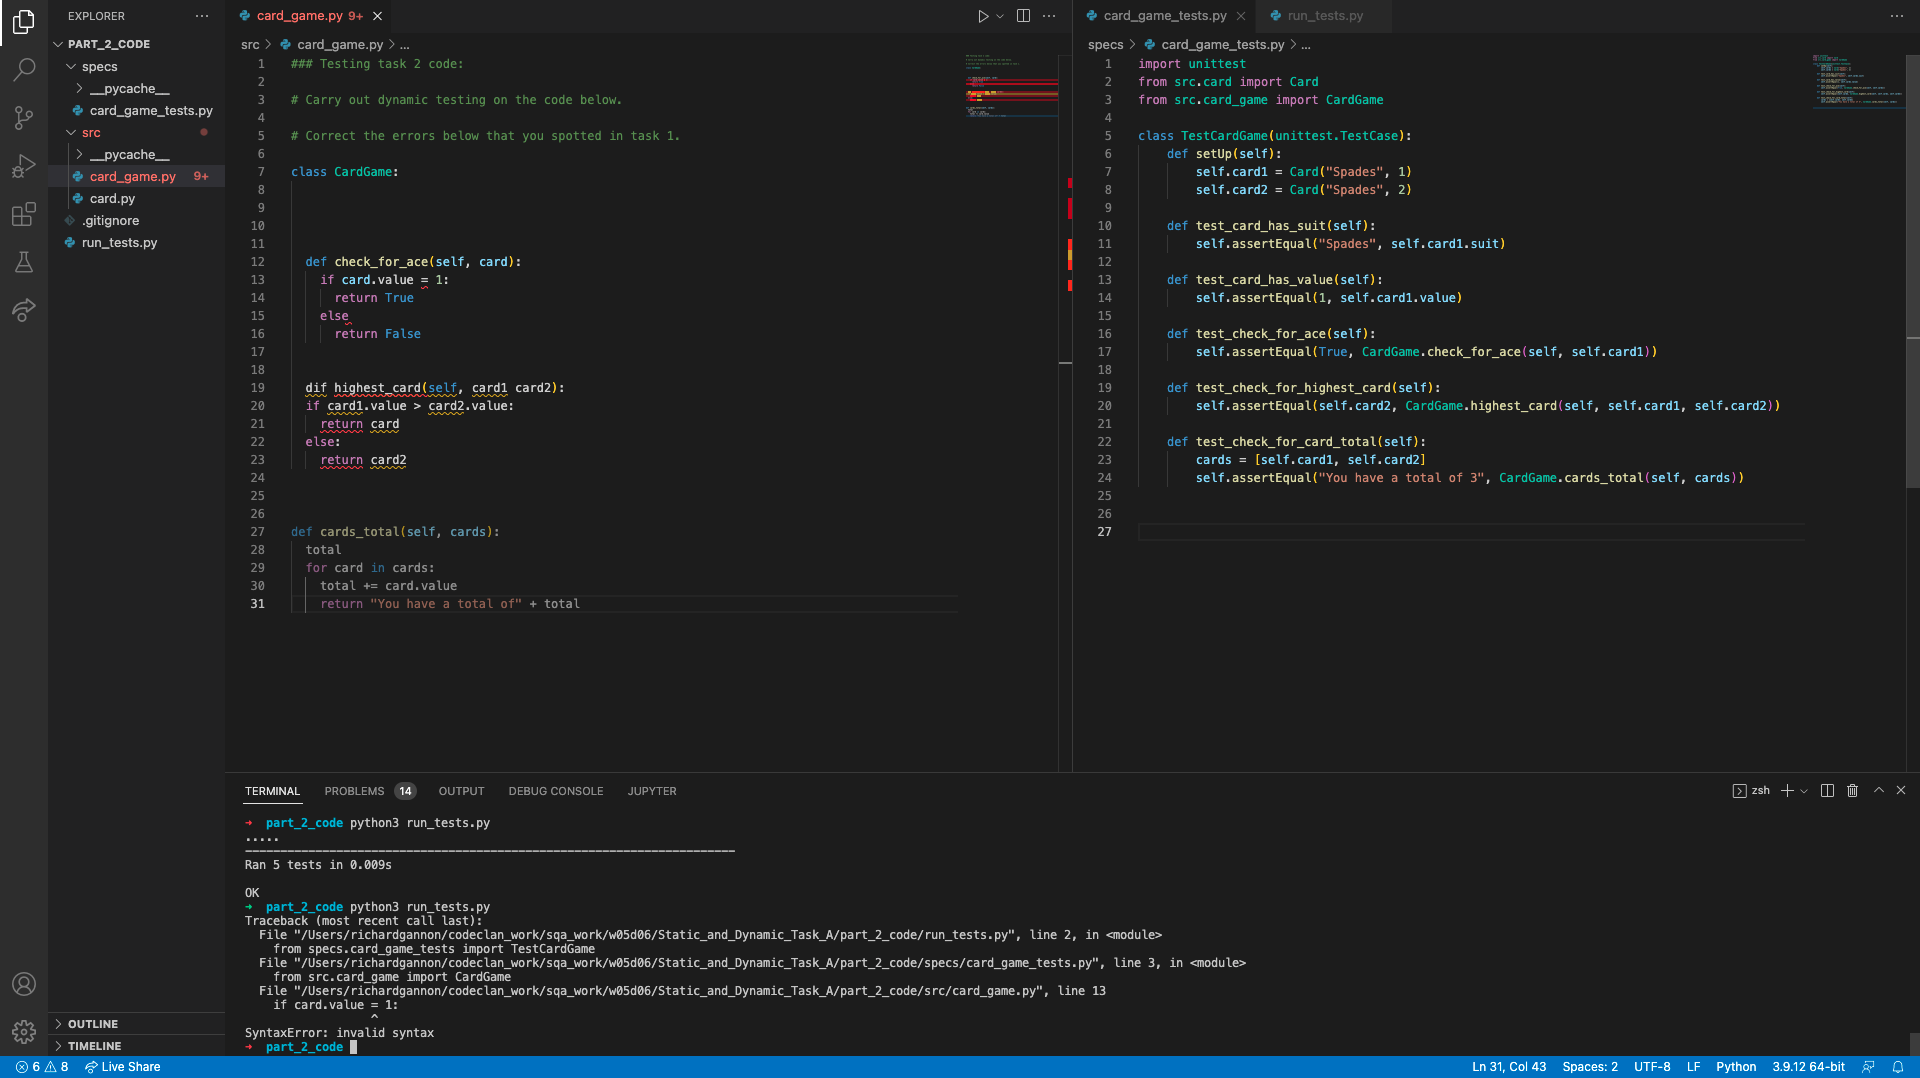 EXPLORER
PART_2_CODE
specs
__pycache__
card_game_tests.py
src
__pycache__
card_game.py 9+
card.py
.gitignore
run_tests.py
OUTLINE
TIMELINE
card_game.py 9+
src > card_game.py > ...
1 ### Testing task 2 code:
2
3 # Carry out dynamic testing on the code below.
4
5 # Correct the errors below that you spotted in task 1.
6
7 class CardGame:
8
9
10
11
12 def check_for_ace(self, card):
13 if card.value = 1:
14 return True
15 else
16 return False
17
18
19 dif highest_card(self, card1 card2):
20 if card1.value > card2.value:
21 return card
22 else:
23 return card2
24
25
26
27 def cards_total(self, cards):
28 total
29 for card in cards:
30 total += card.value
31 return "You have a total of" + total
card_game_tests.py
run_tests.py
specs > card_game_tests.py > ...
1 import unittest
2 from src.card import Card
3 from src.card_game import CardGame
4
5 class TestCardGame(unittest.TestCase):
6 def setUp(self):
7 self.card1 = Card("Spades", 1)
8 self.card2 = Card("Spades", 2)
9
10 def test_card_has_suit(self):
11 self.assertEqual("Spades", self.card1.suit)
12
13 def test_card_has_value(self):
14 self.assertEqual(1, self.card1.value)
15
16 def test_check_for_ace(self):
17 self.assertEqual(True, CardGame.check_for_ace(self, self.card1))
18
19 def test_check_for_highest_card(self):
20 self.assertEqual(self.card2, CardGame.highest_card(self, self.card1, self.card2))
21
22 def test_check_for_card_total(self):
23 cards = [self.card1, self.card2]
24 self.assertEqual("You have a total of 3", CardGame.cards_total(self, cards))
25
26
27
TERMINAL PROBLEMS 14 OUTPUT DEBUG CONSOLE JUPYTER
zsh
→ part_2_code python3 run_tests.py
.....
----------------------------------------------------------------------
Ran 5 tests in 0.009s
OK
→ part_2_code python3 run_tests.py
Traceback (most recent call last):
File "/Users/richardgannon/codeclan_work/sqa_work/w05d06/Static_and_Dynamic_Task_A/part_2_code/run_tests.py", line 2, in <module>
from specs.card_game_tests import TestCardGame
File "/Users/richardgannon/codeclan_work/sqa_work/w05d06/Static_and_Dynamic_Task_A/part_2_code/specs/card_game_tests.py", line 3, in <module>
from src.card_game import CardGame
File "/Users/richardgannon/codeclan_work/sqa_work/w05d06/Static_and_Dynamic_Task_A/part_2_code/src/card_game.py", line 13
if card.value = 1:
^
SyntaxError: invalid syntax
→ part_2_code
6 8 Live Share
Ln 31, Col 43 Spaces: 2 UTF-8 LF Python 3.9.12 64-bit